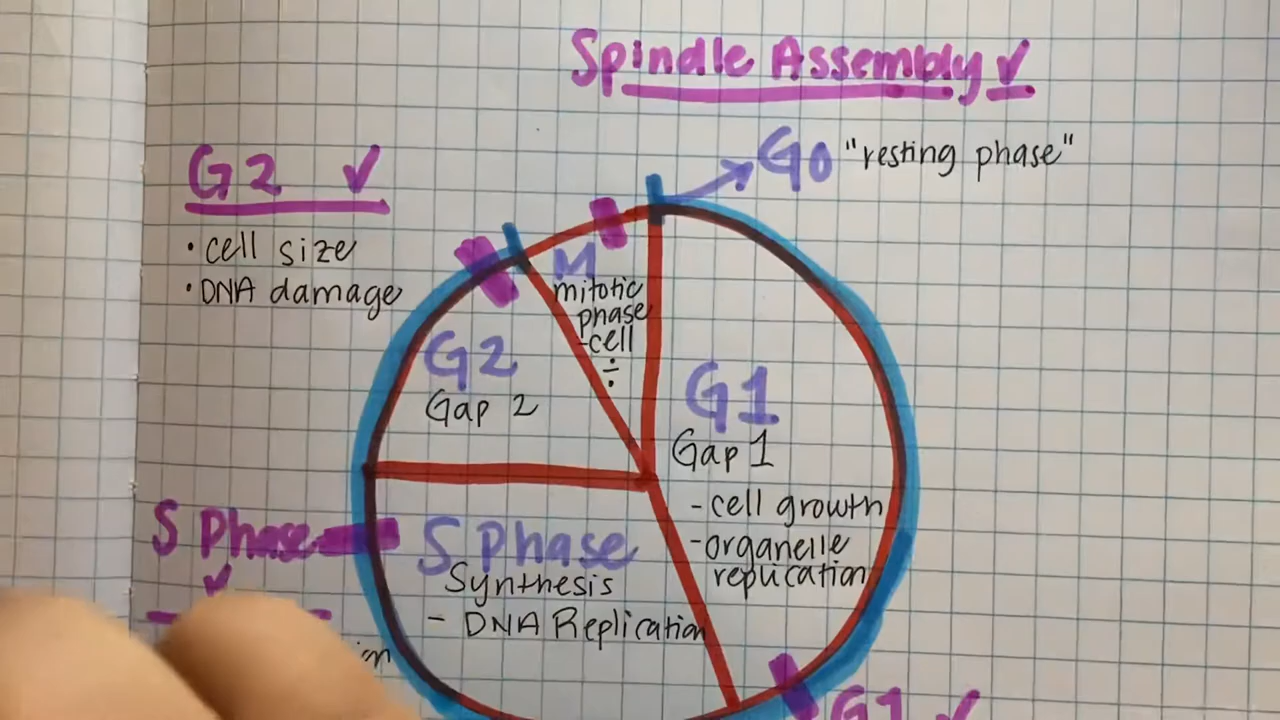 Spindle Assembly ✓
G0 "resting phase"
G2 ✓
• cell size
• DNA damage
M
mitotic
phase
-cell
÷
G2
Gap 2
G1
Gap 1
- cell growth
- organelle
replication
S Phase
✓
S Phase
Synthesis
- DNA Replication
G1 ✓